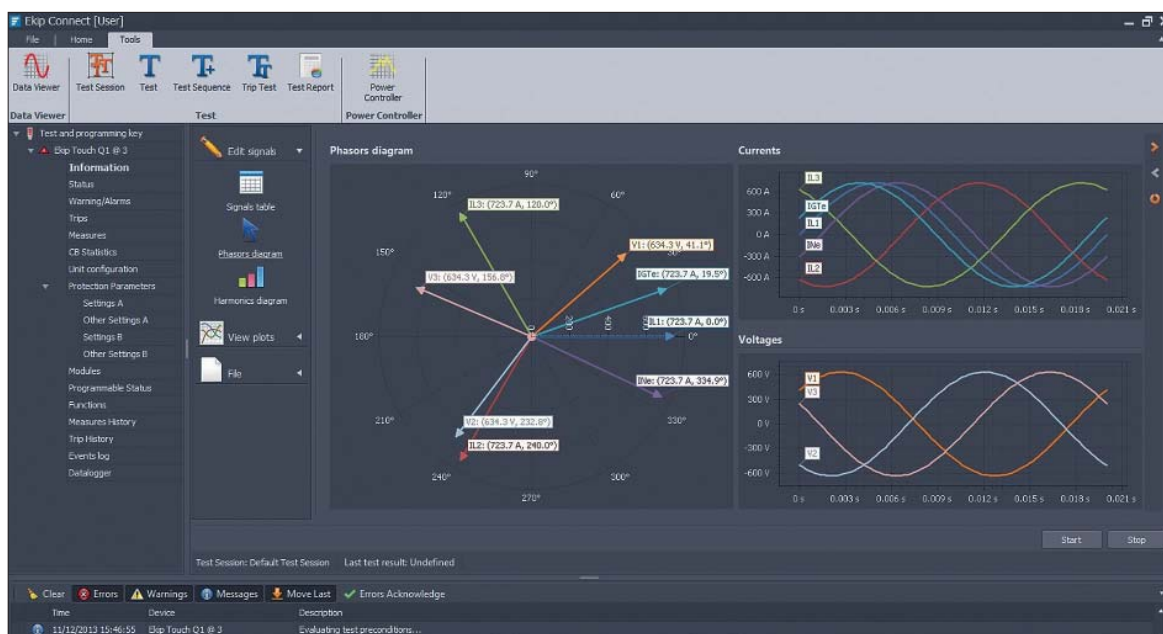 Ekip Connect [User]
File Home Tools
Data Viewer Test Session Test Test Sequence Trip Test Test Report Power Controller
Data Viewer Test Power Controller
Test and programming key
Ekip Touch Q1 @ 3
Information
Status
Warning/Alarms
Trips
Measures
CB Statistics
Unit configuration
Protection Parameters
Settings A
Other Settings A
Settings B
Other Settings B
Modules
Programmable Status
Functions
Measures History
Trip History
Events log
Datalogger
Edit signals
Signals table
Phasors diagram
Harmonics diagram
View plots
File
Phasors diagram
90°
120° 60°
IL3: (723.7 A, 120.0°)
V1: (634.3 V, 41.1°)
150° 30°
V3: (634.3 V, 156.8°)
IGTe: (723.7 A, 19.5°)
IL1: (723.7 A, 0.0°)
180° 0 200 400 600 0°
INe: (723.7 A, 334.9°)
210° 330°
V2: (634.3 V, 232.8°)
IL2: (723.7 A, 240.0°)
240° 300°
270°
Currents
IL3
600 A
IGTe
300 A
IL1
0 A
INe
-300 A
IL2
-600 A
0 s 0.003 s 0.006 s 0.009 s 0.012 s 0.015 s 0.018 s 0.021 s
Voltages
600 V
V1
V3
300 V
0 V
-300 V
V2
-600 V
0 s 0.003 s 0.006 s 0.009 s 0.012 s 0.015 s 0.018 s 0.021 s
Start Stop
Test Session: Default Test Session Last test result: Undefined
Clear Errors Warnings Messages Move Last Errors Acknowledge
Time Device Description
11/12/2013 15:46:55 Ekip Touch Q1 @ 3 Evaluating test preconditions...